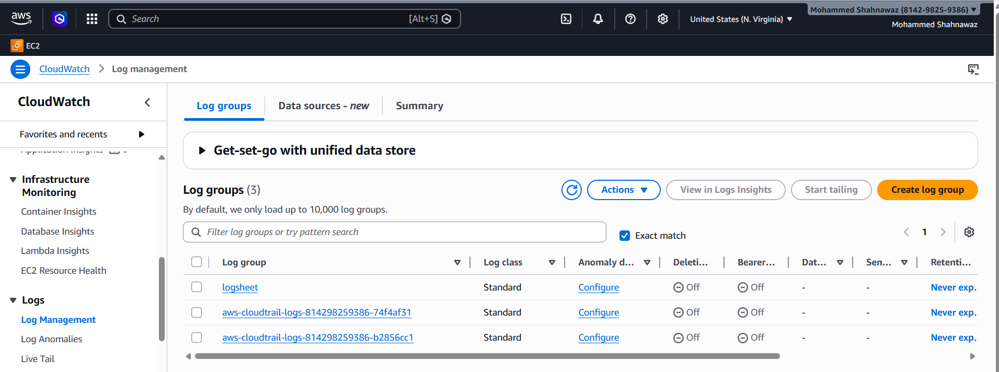 aws
Search [Alt+S]
United States (N. Virginia)
Mohammed Shahnawaz (8142-9825-9386)
Mohammed Shahnawaz
EC2
CloudWatch > Log management
CloudWatch
Favorites and recents
Application Insights
Infrastructure
Monitoring
Container Insights
Database Insights
Lambda Insights
EC2 Resource Health
Logs
Log Management
Log Anomalies
Live Tail
Log groups
Data sources - new
Summary
Get-set-go with unified data store
Log groups (3)
Actions
View in Logs Insights
Start tailing
Create log group
By default, we only load up to 10,000 log groups.
Filter log groups or try pattern search
Exact match
1
Log group Log class Anomaly d... Deleti... Bearer... Dat... Sen... Retenti...
logsheet Standard Configure Off Off - - Never exp.
aws-cloudtrail-logs-814298259386-74f4af31 Standard Configure Off Off - - Never exp.
aws-cloudtrail-logs-814298259386-b2856cc1 Standard Configure Off Off - - Never exp.